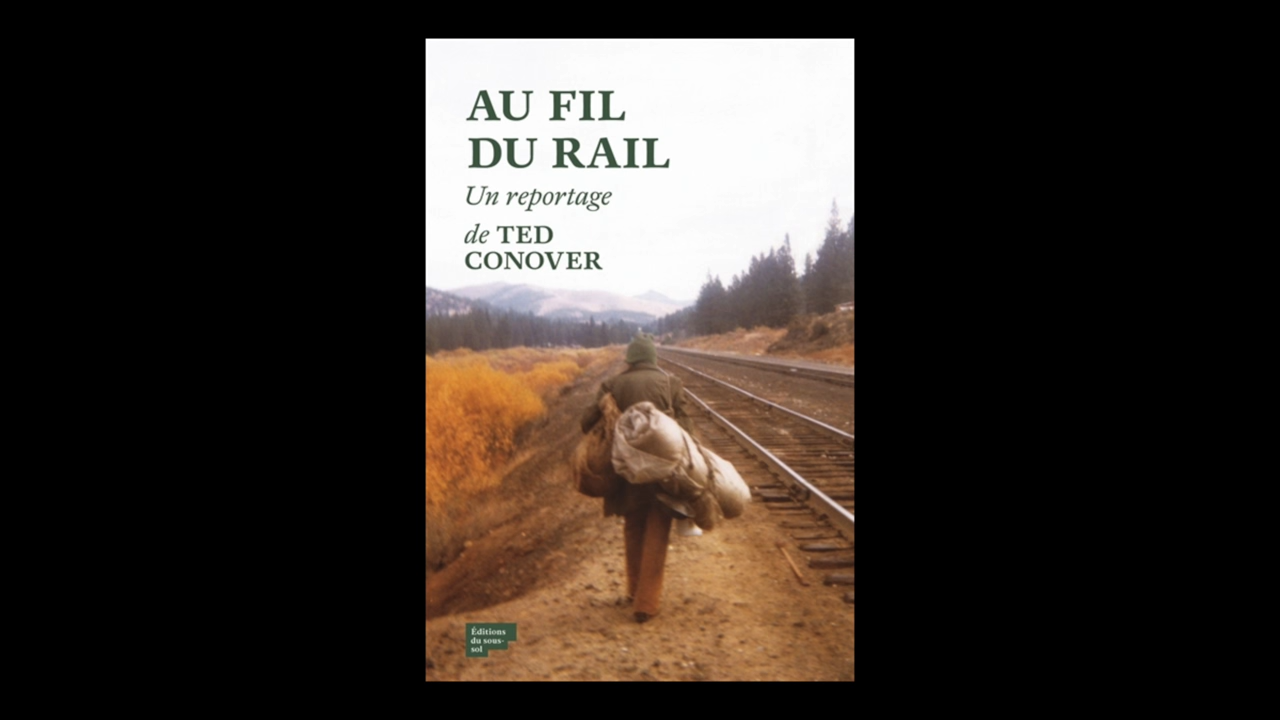 AU FIL
DU RAIL
Un reportage
de TED
CONOVER
Éditions
du sous-
sol